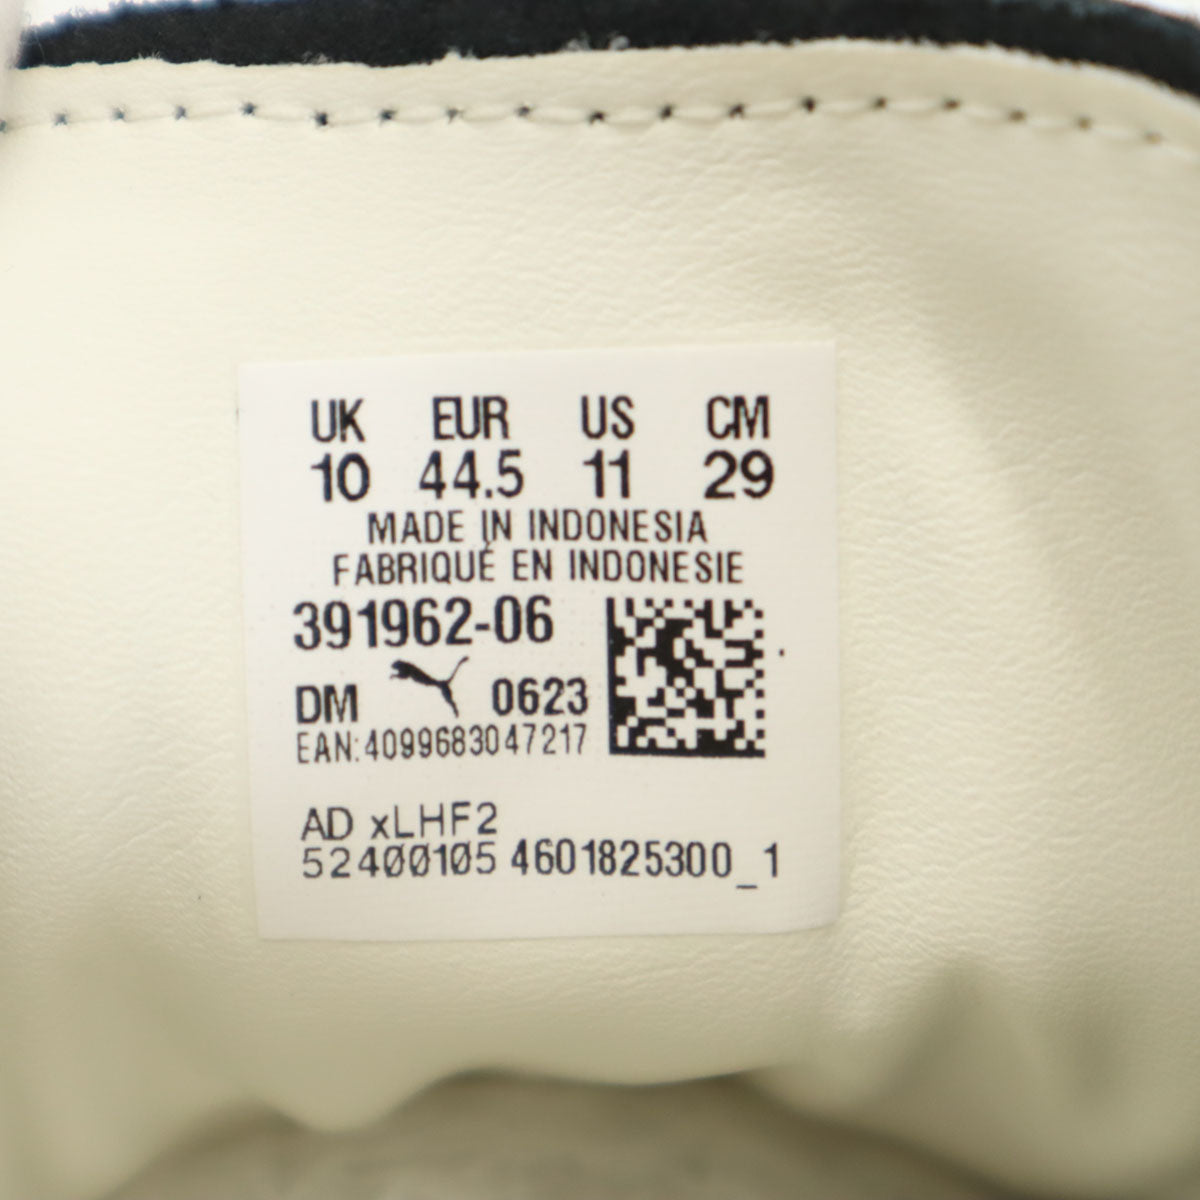 UK EUR US CM
10 44.5 11 29
MADE IN INDONESIA
FABRIQUÉ EN INDONESIE
391962-06
DM 0623
EAN:4099683047217
AD xLHF2
52400105 4601825300_1